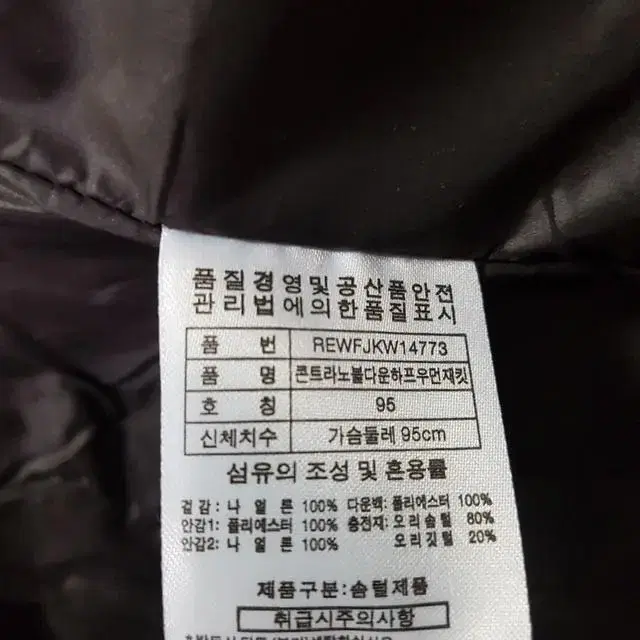 품질경영및공산품안전
관리법에의한품질표시
품 번 REWFJKW14773
품 명 콘트라노블다운하프우먼재킷
호 칭 95
신체치수 가슴둘레 95cm
섬유의 조성 및 혼용률
겉감: 나 일 론 100% 다운백: 폴리에스터 100%
안감1: 폴리에스터 100% 충전재: 오리솜털 80%
안감2: 나 일 론 100% 오리깃털 20%
제품구분: 솜털제품
취급시주의사항